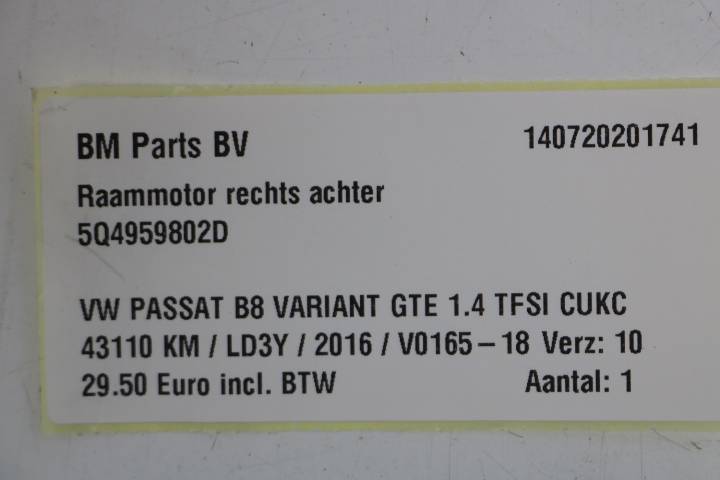 BM Parts BV 140720201741
Raammotor rechts achter
5Q4959802D
VW PASSAT B8 VARIANT GTE 1.4 TFSI CUKC
43110 KM / LD3Y / 2016 / V0165-18 Verz: 10
29.50 Euro incl. BTW Aantal: 1